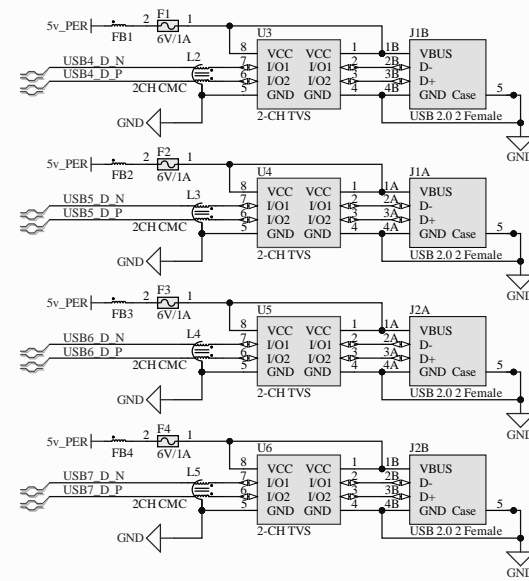 F1 U3 J1B
5v_PER 2 1
FB1 6V/1A 8 VCC VCC 1 1B VBUS
USB4_D_N L2 7 I/O1 I/O1 2 2B D-
USB4_D_P 6 I/O2 I/O2 3 3B D+
2CH CMC 5 GND GND 4 4B GND Case 5
GND 2-CH TVS USB 2.0 2 Female
GND
F2 U4 J1A
5v_PER 2 1
FB2 6V/1A 8 VCC VCC 1 1A VBUS
USB5_D_N L3 7 I/O1 I/O1 2 2A D-
USB5_D_P 6 I/O2 I/O2 3 3A D+
2CH CMC 5 GND GND 4 4A GND Case 5
GND 2-CH TVS USB 2.0 2 Female
GND
F3 U5 J2A
5v_PER 2 1
FB3 6V/1A 8 VCC VCC 1 1A VBUS
USB6_D_N L4 7 I/O1 I/O1 2 2A D-
USB6_D_P 6 I/O2 I/O2 3 3A D+
2CH CMC 5 GND GND 4 4A GND Case 5
GND 2-CH TVS USB 2.0 2 Female
GND
F4 U6 J2B
5v_PER 2 1
FB4 6V/1A 8 VCC VCC 1 1B VBUS
USB7_D_N L5 7 I/O1 I/O1 2 2B D-
USB7_D_P 6 I/O2 I/O2 3 3B D+
2CH CMC 5 GND GND 4 4B GND Case 5
GND 2-CH TVS USB 2.0 2 Female
GND